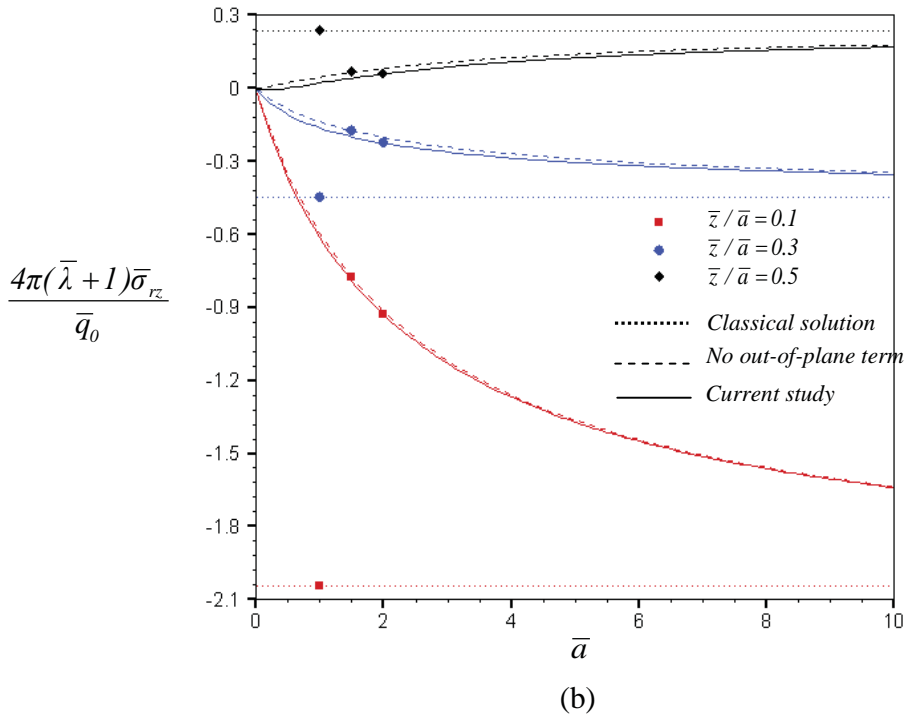 0.3
0
-0.3
-0.6
-0.9
-1.2
-1.5
-1.8
-2.1
4π(λ̄+1)σ̄rz
q̄0
z̄/ā=0.1
z̄/ā=0.3
z̄/ā=0.5
Classical solution
No out-of-plane term
Current study
0 2 4 6 8 10
ā
(b)